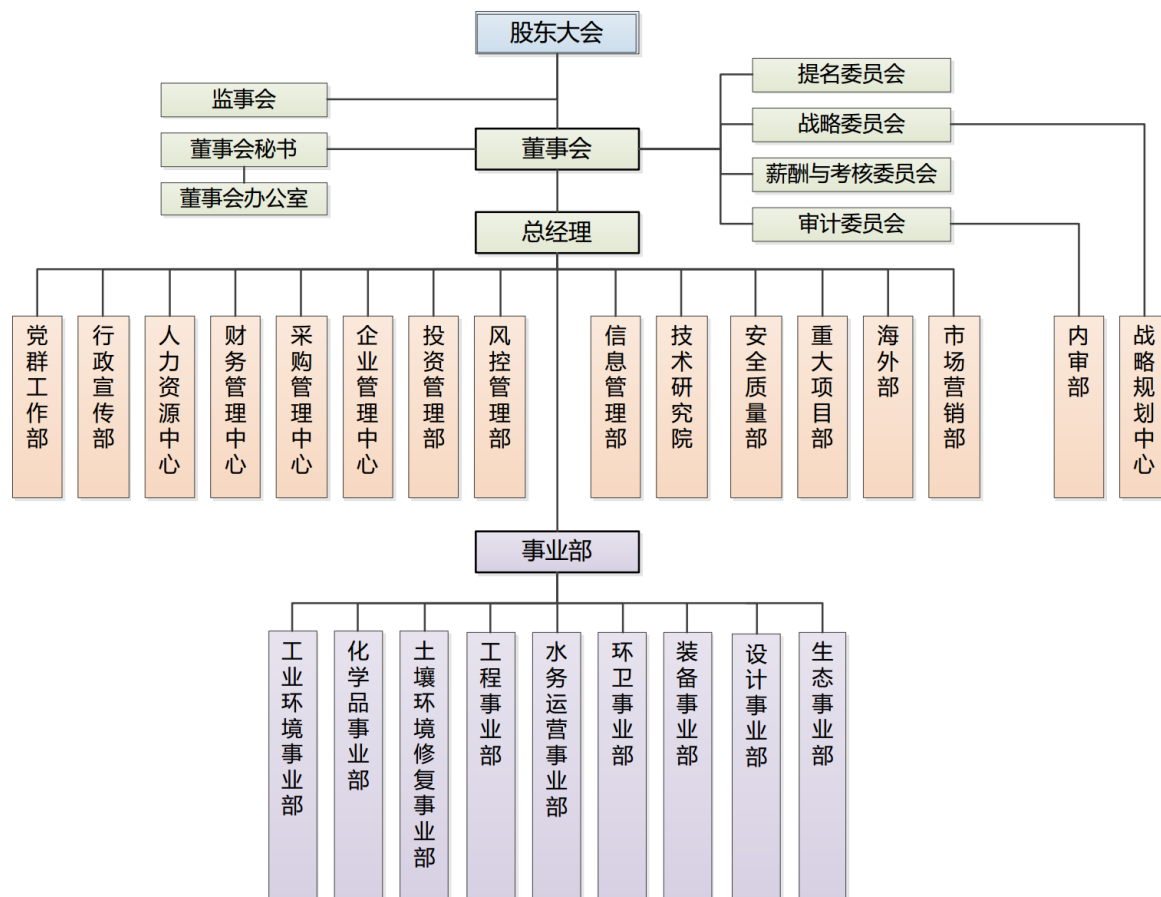 股东大会
监事会
提名委员会
战略委员会
董事会秘书
董事会
薪酬与考核委员会
董事会办公室
总经理
审计委员会
党群工作部
行政宣传部
人力资源中心
财务管理中心
采购管理中心
企业管理中心
投资管理部
风控管理部
信息管理部
技术研究院
安全质量部
重大项目部
海外部
市场营销部
内审部
战略规划中心
事业部
工业环境事业部
化学品事业部
土壤环境修复事业部
工程事业部
水务运营事业部
环卫事业部
装备事业部
设计事业部
生态事业部